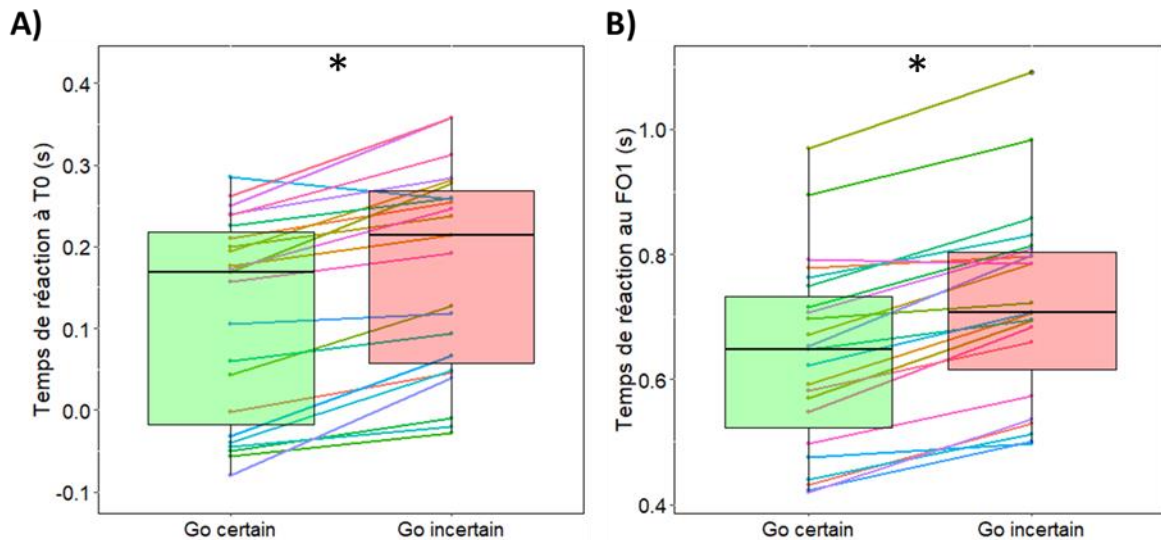 A)
*
Temps de réaction à T0 (s)
0.4
0.3
0.2
0.1
0.0
-0.1
Go certain
Go incertain
B)
*
Temps de réaction au FO1 (s)
1.0
0.8
0.6
0.4
Go certain
Go incertain